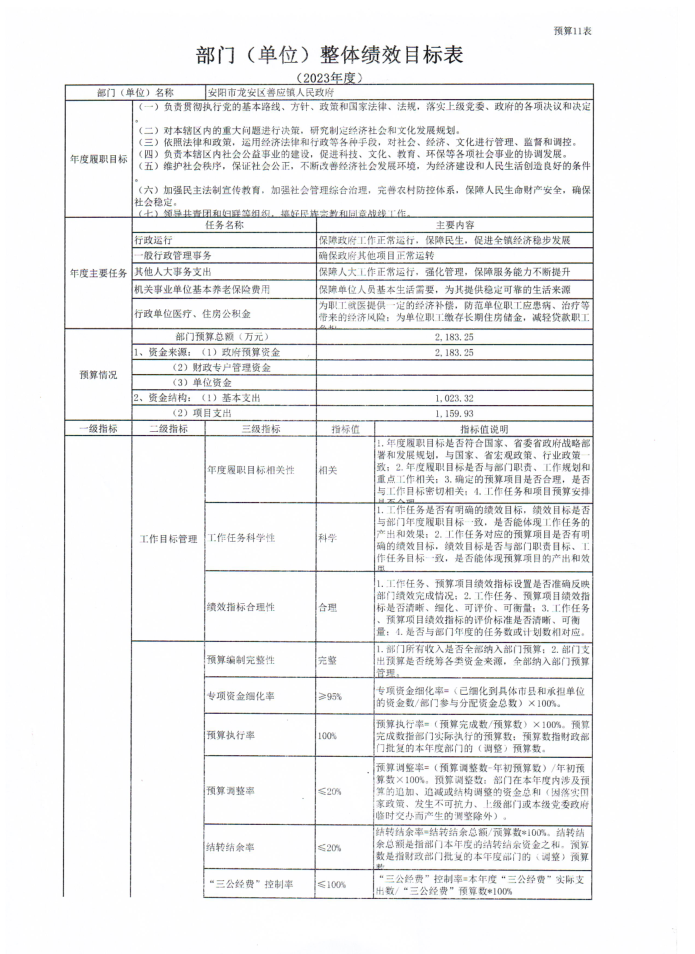 预算11表
部门（单位）整体绩效目标表
（2023年度）
部门（单位）名称 安阳市龙安区善应镇人民政府
年度履职目标
（一）负责贯彻执行党的基本路线、方针、政策和国家法律、法规，落实上级党委、政府的各项决议和决定
。
（二）对本辖区内的重大问题进行决策，研究制定经济社会和文化发展规划。
（三）依照法律和政策，运用经济法律和行政等各种手段，对社会、经济、文化进行管理、监督和调控。
（四）负责本辖区内社会公益事业的建设，促进科技、文化、教育、环保等各项社会事业的协调发展。
（五）维护社会秩序，保证社会公正，不断改善经济社会发展环境，为经济建设和人民生活创造良好的条件
。
（六）加强民主法制宣传教育，加强社会管理综合治理，完善农村防控体系，保障人民生命财产安全，确保
社会稳定。
（七）领导共青团和妇联等组织，搞好民族宗教和同意战线工作。
年度主要任务
任务名称 主要内容
行政运行 保障政府工作正常运行，保障民生，促进全镇经济稳步发展
一般行政管理事务 确保政府其他项目正常运转
其他人大事务支出 保障人大工作正常运行，强化管理，保障服务能力不断提升
机关事业单位基本养老保险费用 保障单位人员基本生活需要，为其提供稳定可靠的生活来源
行政单位医疗、住房公积金
为职工就医提供一定的经济补偿，防范单位职工应患病、治疗等
带来的经济风险；为单位职工缴存长期住房储金，减轻贷款职工
预算情况
部门预算总额（万元） 2,183.25
1、资金来源：（1）政府预算资金 2,183.25
（2）财政专户管理资金
（3）单位资金
2、资金结构：（1）基本支出 1,023.32
（2）项目支出 1,159.93
一级指标 二级指标 三级指标 指标值 指标值说明
工作目标管理
年度履职目标相关性 相关
1.年度履职目标是否符合国家、省委省政府战略部
署和发展规划，与国家、省宏观政策、行业政策一
致；2.年度履职目标是否与部门职责、工作规划和
重点工作相关；3.确定的预算项目是否合理，是否
与工作目标密切相关；4.工作任务和项目预算安排
是否合理。
工作任务科学性 科学
1.工作任务是否有明确的绩效目标，绩效目标是否
与部门年度履职目标一致，是否能体现工作任务的
产出和效果；2.工作任务对应的预算项目是否有明
确的绩效目标，绩效目标是否与部门职责目标、工
作任务目标一致，是否能体现预算项目的产出和效
果
绩效指标合理性 合理
1.工作任务、预算项目绩效指标设置是否准确反映
部门绩效完成情况；2.工作任务、预算项目绩效指
标是否清晰、细化、可评价、可衡量；3.工作任务
、预算项目绩效指标的评价标准是否清晰、可衡
量；4.是否与部门年度的任务数或计划数相对应。
预算编制完整性 完整
1.部门所有收入是否全部纳入部门预算；2.部门支
出预算是否统筹各类资金来源，全部纳入部门预算
管理。
专项资金细化率 ≥95%
专项资金细化率=（已细化到具体市县和承担单位
的资金数/部门参与分配资金总数）×100%。
预算执行率 100%
预算执行率=（预算完成数/预算数）×100%。预算
完成数指部门实际执行的预算数；预算数指财政部
门批复的本年度部门的（调整）预算数。
预算调整率 ≤20%
预算调整率=（预算调整数-年初预算数）/年初预
算数×100%。预算调整数：部门在本年度内涉及预
算的追加、追减或结构调整的资金总和（因落实国
家政策、发生不可抗力、上级部门或本级党委政府
临时交办而产生的调整除外）。
结转结余率 ≤20%
结转结余率=结转结余总额/预算数*100%。结转结
余总额是指部门本年度的结转结余资金之和。预算
数是指财政部门批复的本年度部门的（调整）预算
数。
“三公经费”控制率 ≤100%
“三公经费”控制率=本年度“三公经费”实际支
出数/“三公经费”预算数*100%